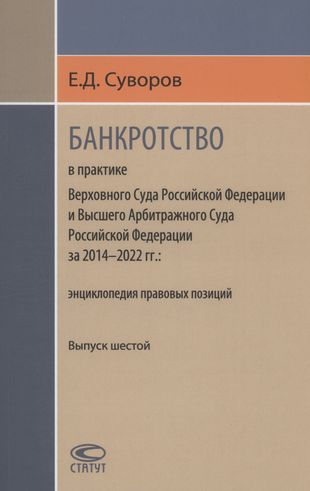 Е.Д. Суворов
БАНКРОТСТВО
в практике
Верховного Суда Российской Федерации
и Высшего Арбитражного Суда
Российской Федерации
за 2014–2022 гг.:
энциклопедия правовых позиций
Выпуск шестой
СТАТУТ